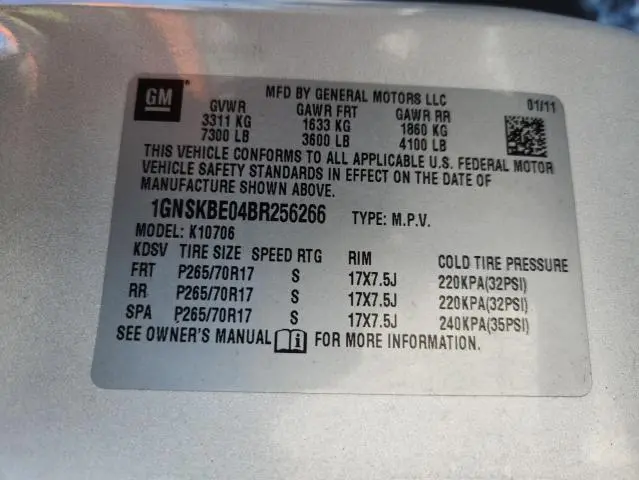 GM
MFD BY GENERAL MOTORS LLC 01/11
GVWR GAWR FRT GAWR RR
3311 KG 1633 KG 1860 KG
7300 LB 3600 LB 4100 LB
THIS VEHICLE CONFORMS TO ALL APPLICABLE U.S. FEDERAL MOTOR
VEHICLE SAFETY STANDARDS IN EFFECT ON THE DATE OF
MANUFACTURE SHOWN ABOVE.
1GNSKBE04BR256266 TYPE: M.P.V.
MODEL: K10706
KDSV TIRE SIZE SPEED RTG RIM COLD TIRE PRESSURE
FRT P265/70R17 S 17X7.5J 220KPA(32PSI)
RR P265/70R17 S 17X7.5J 220KPA(32PSI)
SPA P265/70R17 S 17X7.5J 240KPA(35PSI)
SEE OWNER'S MANUAL i FOR MORE INFORMATION.